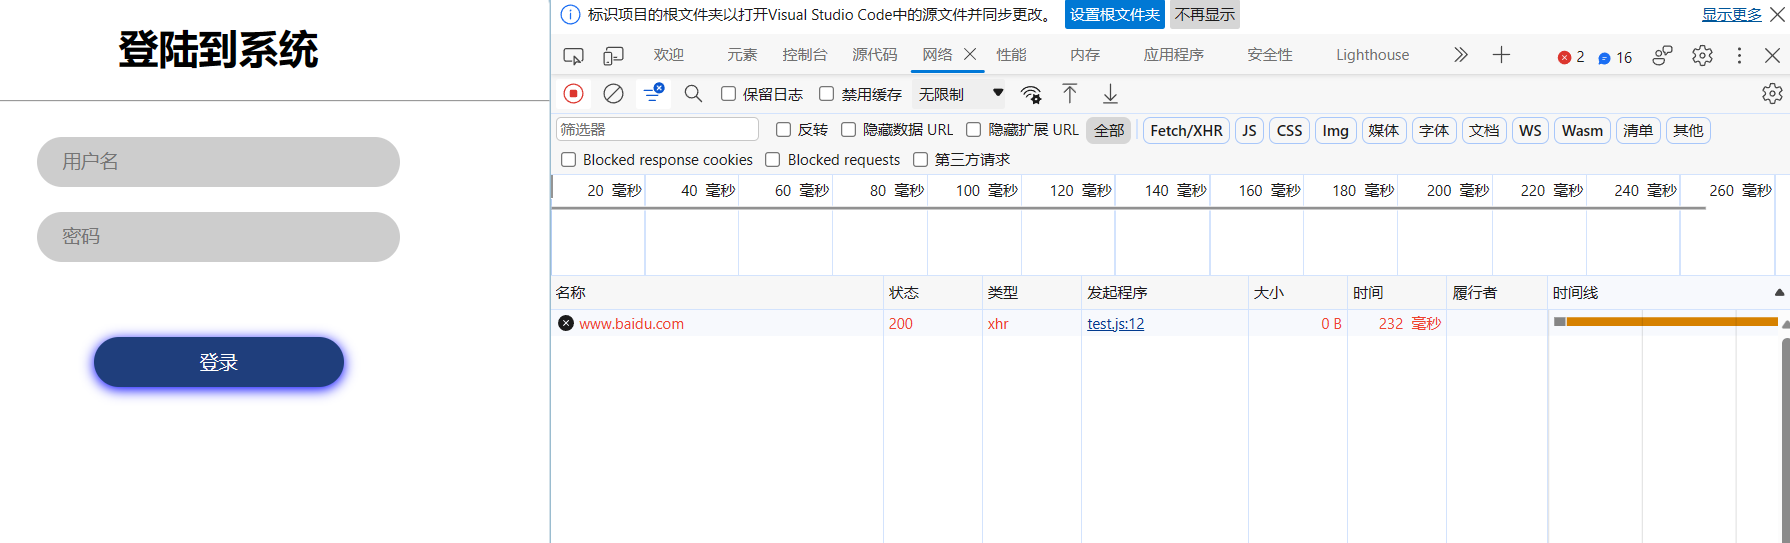 登陆到系统
用户名
密码
登录
标识项目的根文件夹以打开Visual Studio Code中的源文件并同步更改。 设置根文件夹 不再显示 显示更多
欢迎 元素 控制台 源代码 网络 性能 内存 应用程序 安全性 Lighthouse 2 16
保留日志 禁用缓存 无限制
筛选器 反转 隐藏数据 URL 隐藏扩展 URL 全部 Fetch/XHR JS CSS Img 媒体 字体 文档 WS Wasm 清单 其他
Blocked response cookies Blocked requests 第三方请求
20 毫秒 40 毫秒 60 毫秒 80 毫秒 100 毫秒 120 毫秒 140 毫秒 160 毫秒 180 毫秒 200 毫秒 220 毫秒 240 毫秒 260 毫秒
名称 状态 类型 发起程序 大小 时间 履行者 时间线
www.baidu.com 200 xhr test.js:12 0 B 232 毫秒